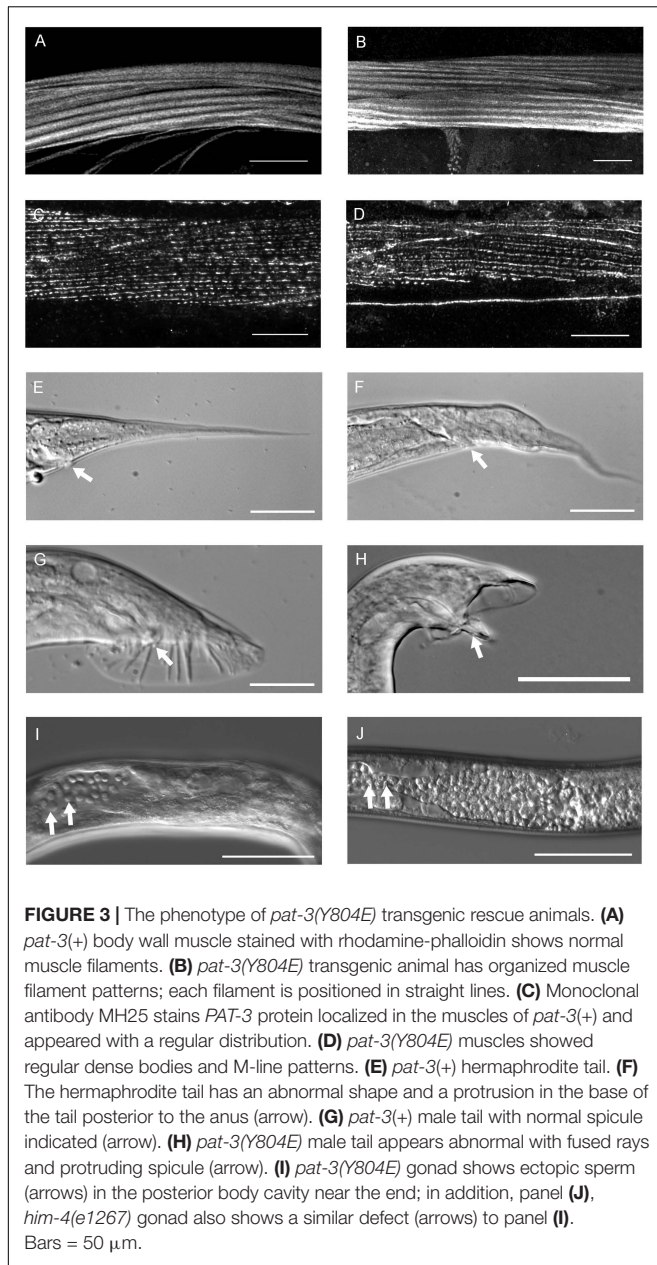 A
B
C
D
E
F
G
H
I
J
FIGURE 3 | The phenotype of pat-3(Y804E) transgenic rescue animals. (A)
pat-3(+) body wall muscle stained with rhodamine-phalloidin shows normal
muscle filaments. (B) pat-3(Y804E) transgenic animal has organized muscle
filament patterns; each filament is positioned in straight lines. (C) Monoclonal
antibody MH25 stains PAT-3 protein localized in the muscles of pat-3(+) and
appeared with a regular distribution. (D) pat-3(Y804E) muscles showed
regular dense bodies and M-line patterns. (E) pat-3(+) hermaphrodite tail. (F)
The hermaphrodite tail has an abnormal shape and a protrusion in the base of
the tail posterior to the anus (arrow). (G) pat-3(+) male tail with normal spicule
indicated (arrow). (H) pat-3(Y804E) male tail appears abnormal with fused rays
and protruding spicule (arrow). (I) pat-3(Y804E) gonad shows ectopic sperm
(arrows) in the posterior body cavity near the end; in addition, panel (J),
him-4(e1267) gonad also shows a similar defect (arrows) to panel (I).
Bars = 50 μm.